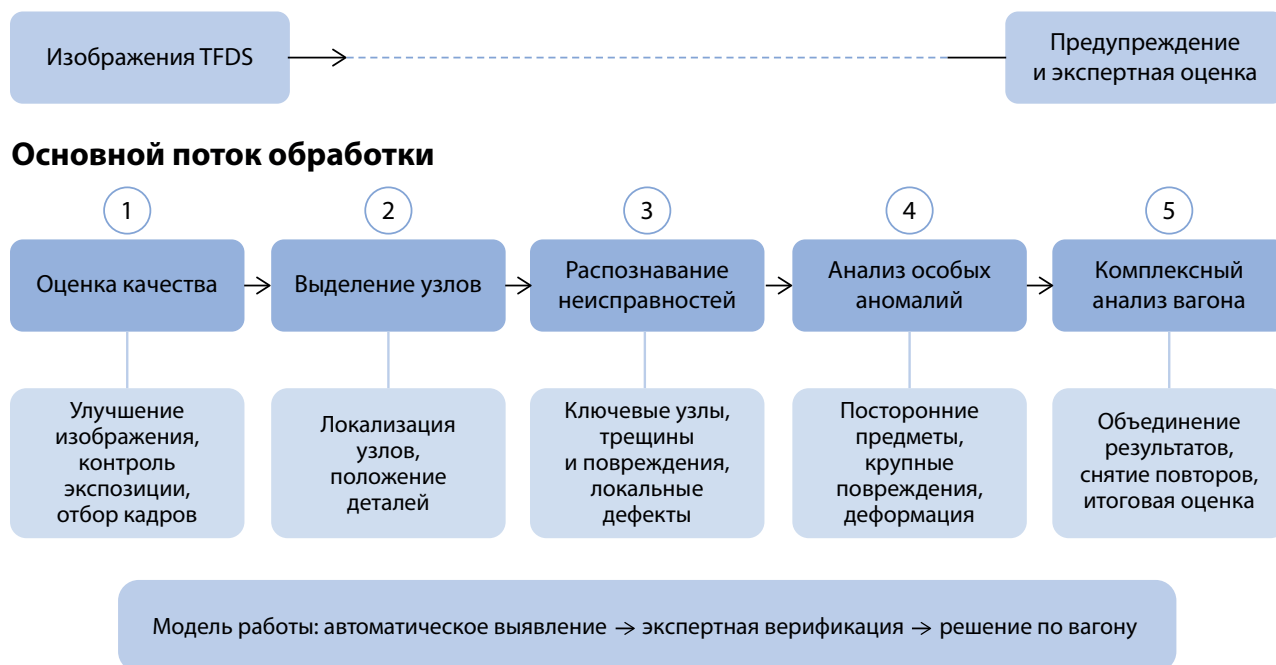 Изображения TFDS
Предупреждение
и экспертная оценка
Основной поток обработки
1
2
3
4
5
Оценка качества
Выделение узлов
Распознавание
неисправностей
Анализ особых
аномалий
Комплексный
анализ вагона
Улучшение
изображения,
контроль
экспозиции,
отбор кадров
Локализация
узлов,
положение
деталей
Ключевые узлы,
трещины
и повреждения,
локальные
дефекты
Посторонние
предметы,
крупные
повреждения,
деформация
Объединение
результатов,
снятие повторов,
итоговая оценка
Модель работы: автоматическое выявление → экспертная верификация → решение по вагону